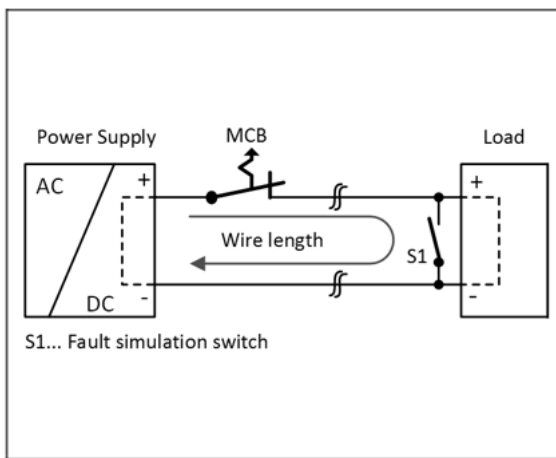 Power Supply
MCB
Load
AC
+
+
Wire length
S1
-
-
DC
S1... Fault simulation switch